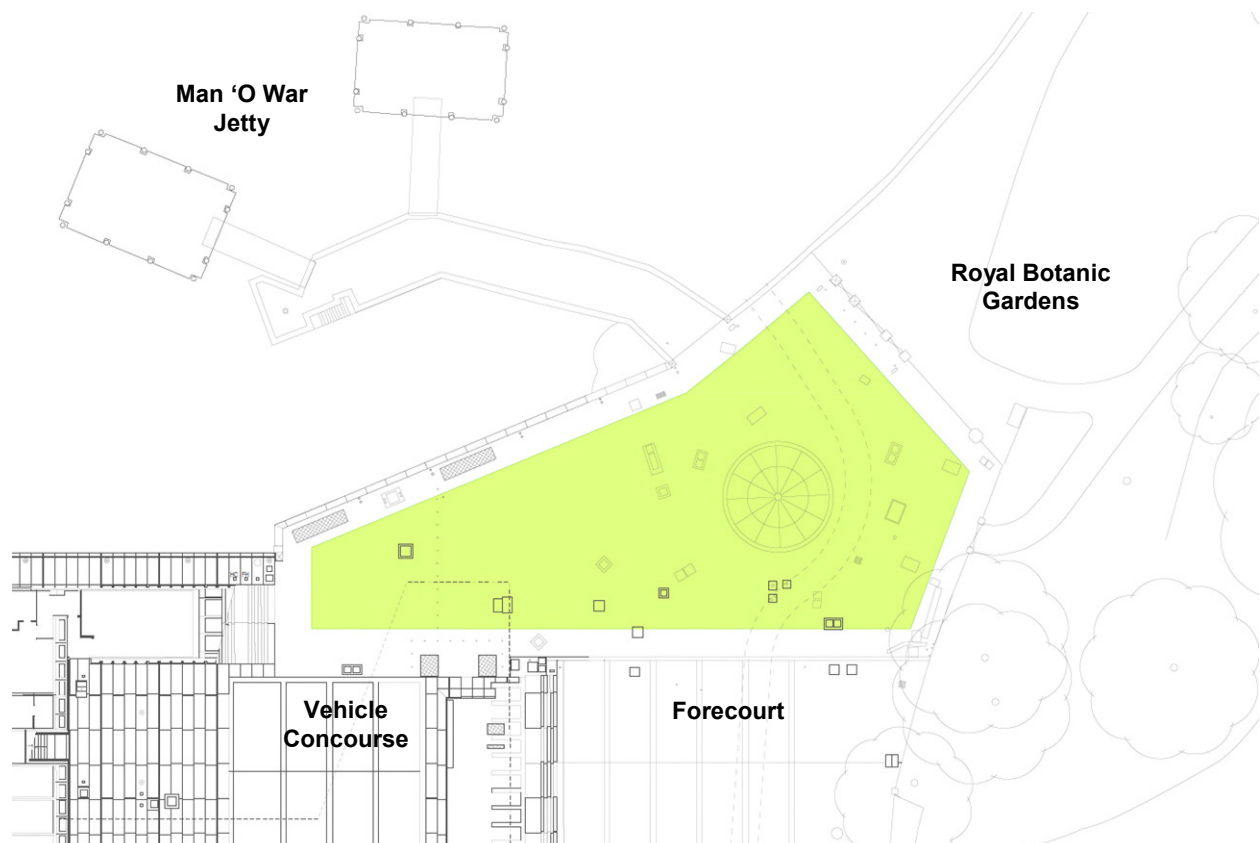 Man ‘O War
Jetty
Royal Botanic
Gardens
Vehicle
Concourse
Forecourt